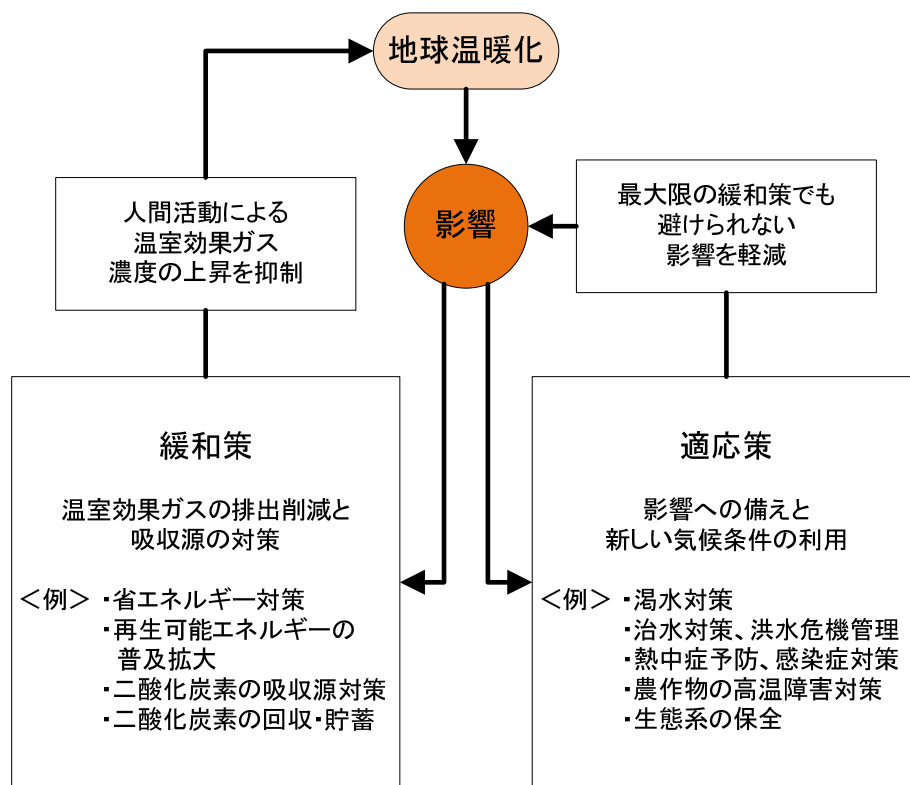 地球温暖化
影響
人間活動による
温室効果ガス
濃度の上昇を抑制
最大限の緩和策でも
避けられない
影響を軽減
緩和策
温室効果ガスの排出削減と
吸収源の対策
＜例＞ ・省エネルギー対策
・再生可能エネルギーの
普及拡大
・二酸化炭素の吸収源対策
・二酸化炭素の回収・貯蓄
適応策
影響への備えと
新しい気候条件の利用
＜例＞ ・渇水対策
・治水対策、洪水危機管理
・熱中症予防、感染症対策
・農作物の高温障害対策
・生態系の保全